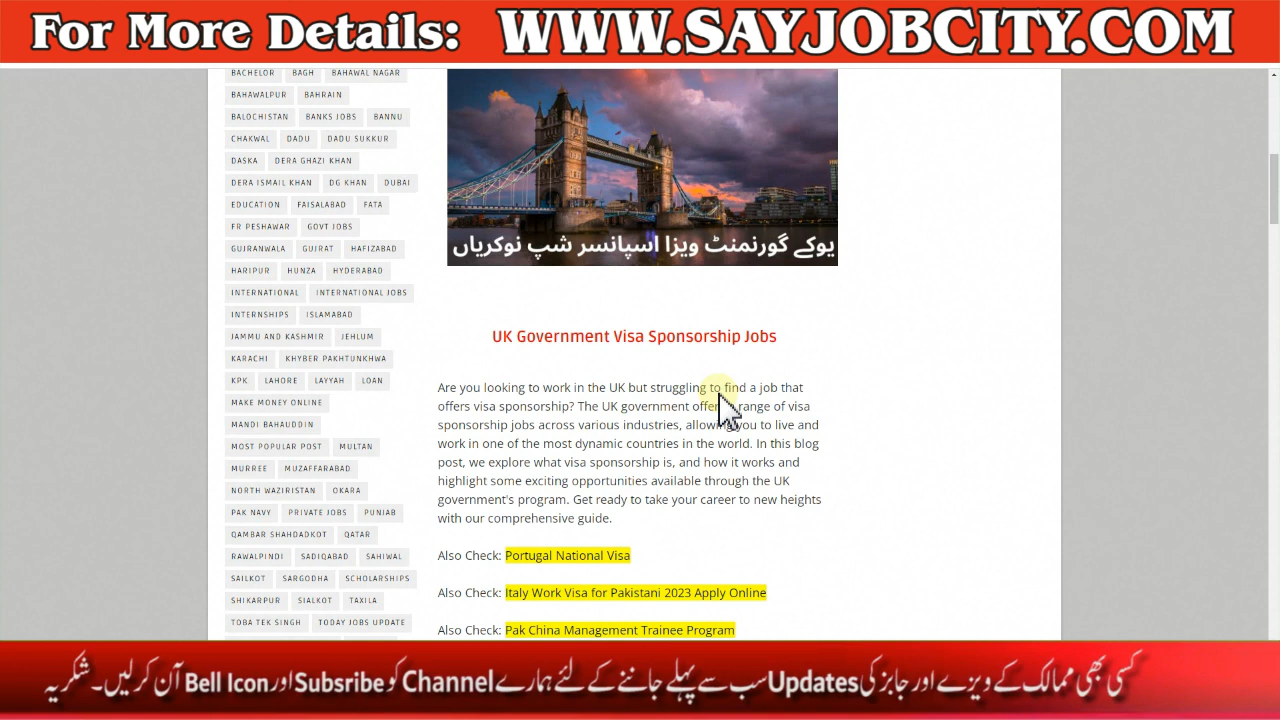 For More Details: WWW.SAYJOBCITY.COM
BACHELOR BAGH BAHAWAL NAGAR
BAHAWALPUR BAHRAIN
BALOCHISTAN BANKS JOBS BANNU
CHAKWAL DADU DADU SUKKUR
DASKA DERA GHAZI KHAN
DERA ISMAIL KHAN DG KHAN DUBAI
EDUCATION FAISALABAD FATA
FR PESHAWAR GOVT JOBS
GUJRANWALA GUJRAT HAFIZABAD
HARIPUR HUNZA HYDERABAD
INTERNATIONAL INTERNATIONAL JOBS
INTERNSHIPS ISLAMABAD
JAMMU AND KASHMIR JEHLUM
KARACHI KHYBER PAKHTUNKHWA
KPK LAHORE LAYYAH LOAN
MAKE MONEY ONLINE
MANDI BAHAUDDIN
MOST POPULAR POST MULTAN
MURREE MUZAFFARABAD
NORTH WAZIRISTAN OKARA
PAK NAVY PRIVATE JOBS PUNJAB
QAMBAR SHAHDADKOT QATAR
RAWALPINDI SADIQABAD SAHIWAL
SAILKOT SARGODHA SCHOLARSHIPS
SHIKARPUR SIALKOT TAXILA
TOBA TEK SINGH TODAY JOBS UPDATE
یوکے گورنمنٹ ویزا اسپانسر شپ نوکریاں
UK Government Visa Sponsorship Jobs
Are you looking to work in the UK but struggling to find a job that
offers visa sponsorship? The UK government offers range of visa
sponsorship jobs across various industries, allowing you to live and
work in one of the most dynamic countries in the world. In this blog
post, we explore what visa sponsorship is, and how it works and
highlight some exciting opportunities available through the UK
government's program. Get ready to take your career to new heights
with our comprehensive guide.
Also Check: Portugal National Visa
Also Check: Italy Work Visa for Pakistani 2023 Apply Online
Also Check: Pak China Management Trainee Program
کسی بھی ممالک کے ویزے اور جابز کی Updates سب سے پہلے جاننے کے لئے ہمارے Channel کو Subsribe اور Bell Icon آن کرلیں۔ شکریہ